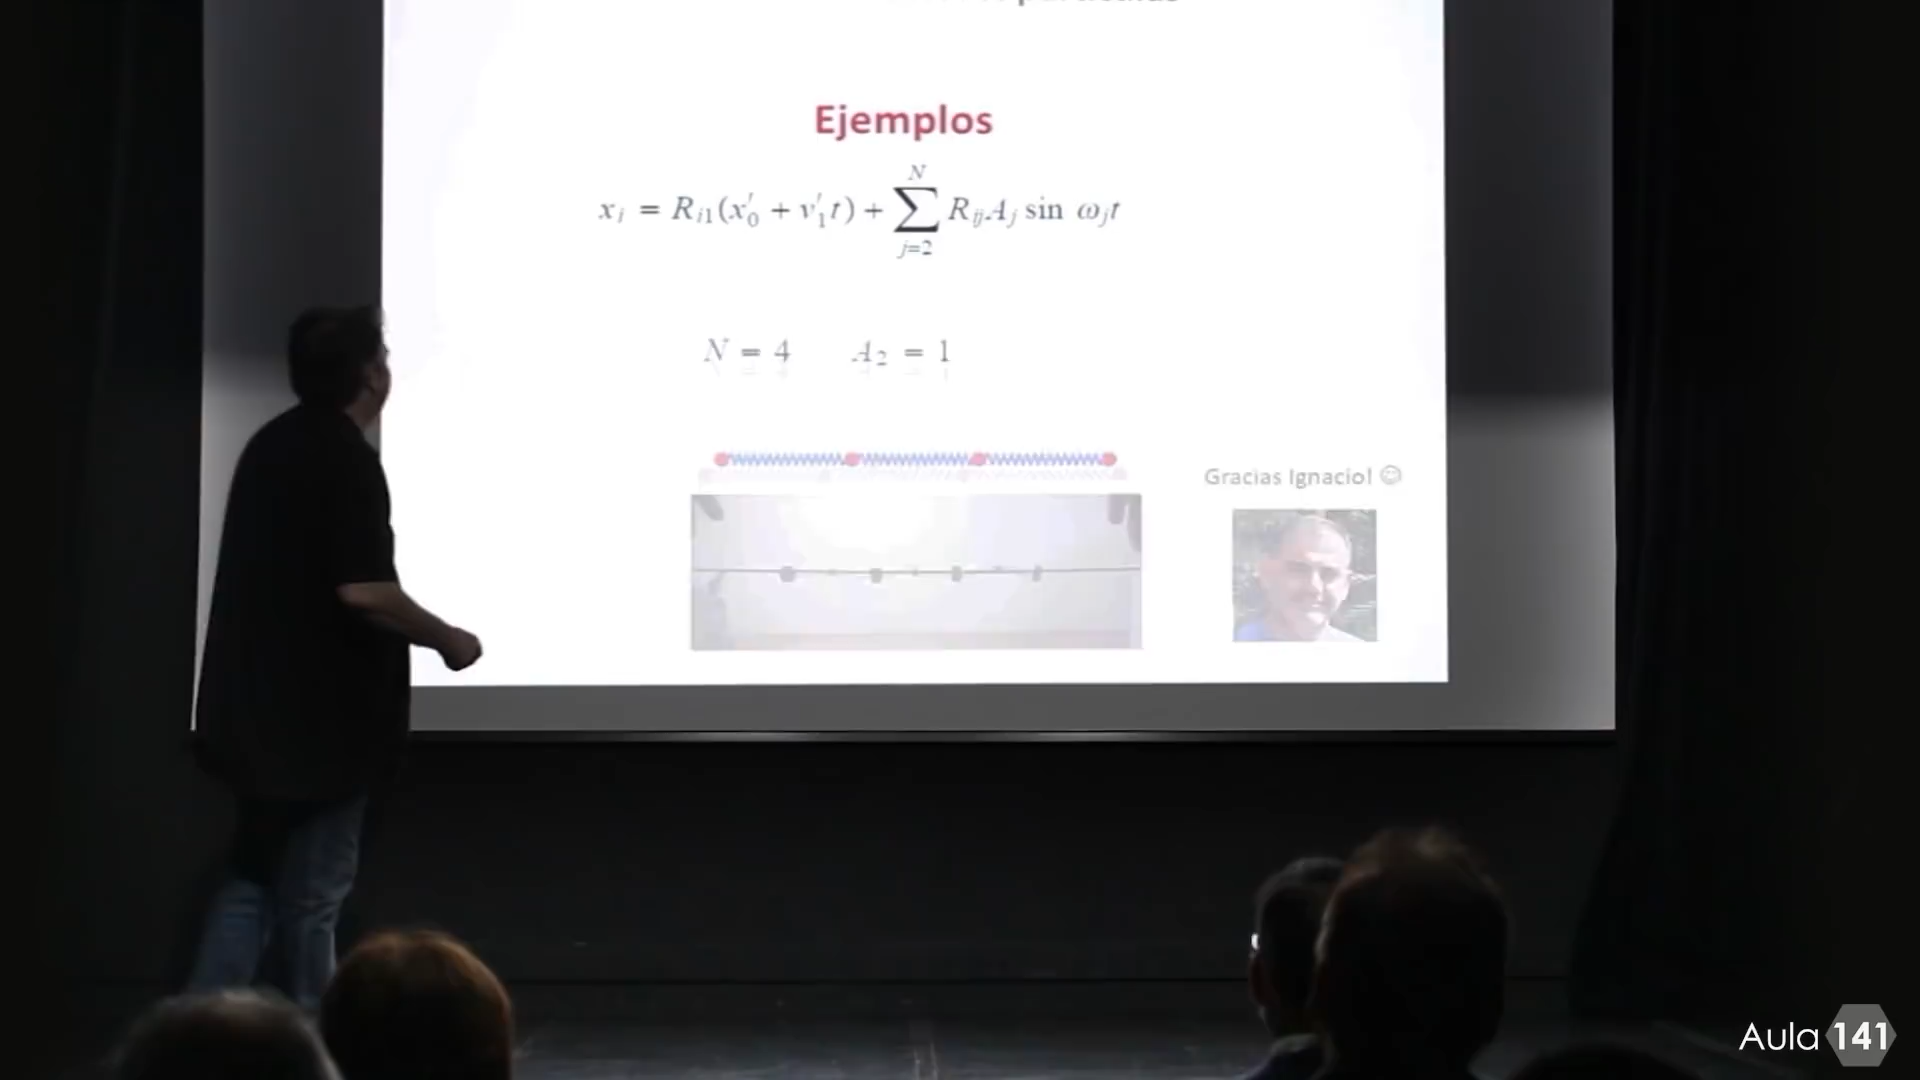 Ejemplos
x_i = R_{i1}(x'_0 + v'_1 t) + \sum_{j=2}^{N} R_{ij} A_j sin ω_j t
N = 4 A_2 = 1
Gracias Ignacio! ☺
Aula 141